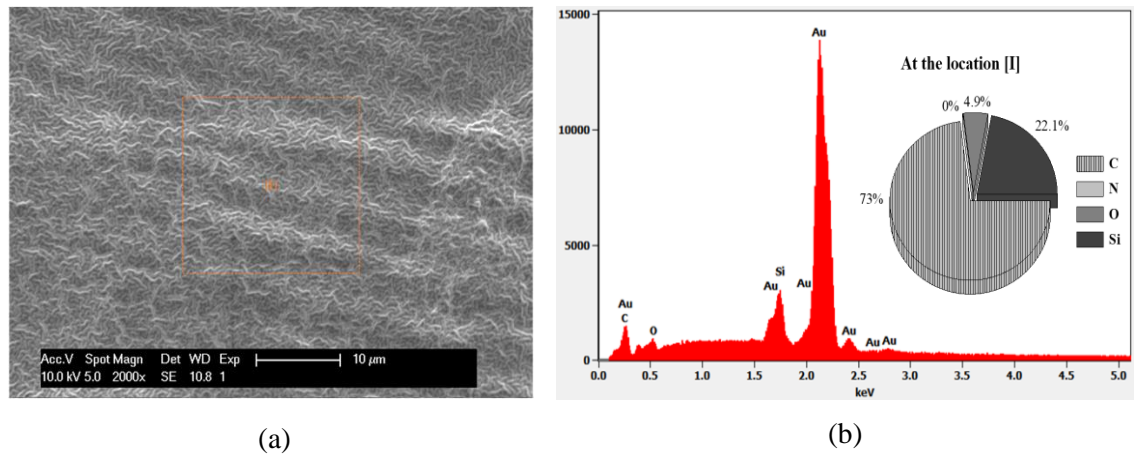 Acc.V Spot Magn Det WD Exp
10.0 kV 5.0 2000x SE 10.8 1
10 µm
(a)
15000
10000
5000
0
Au
C
O
Au
Si
Au
Au
Au
Au
Au
0.0 0.5 1.0 1.5 2.0 2.5 3.0 3.5 4.0 4.5 5.0
keV
At the location [I]
0% 4.9%
22.1%
73%
C
N
O
Si
(b)